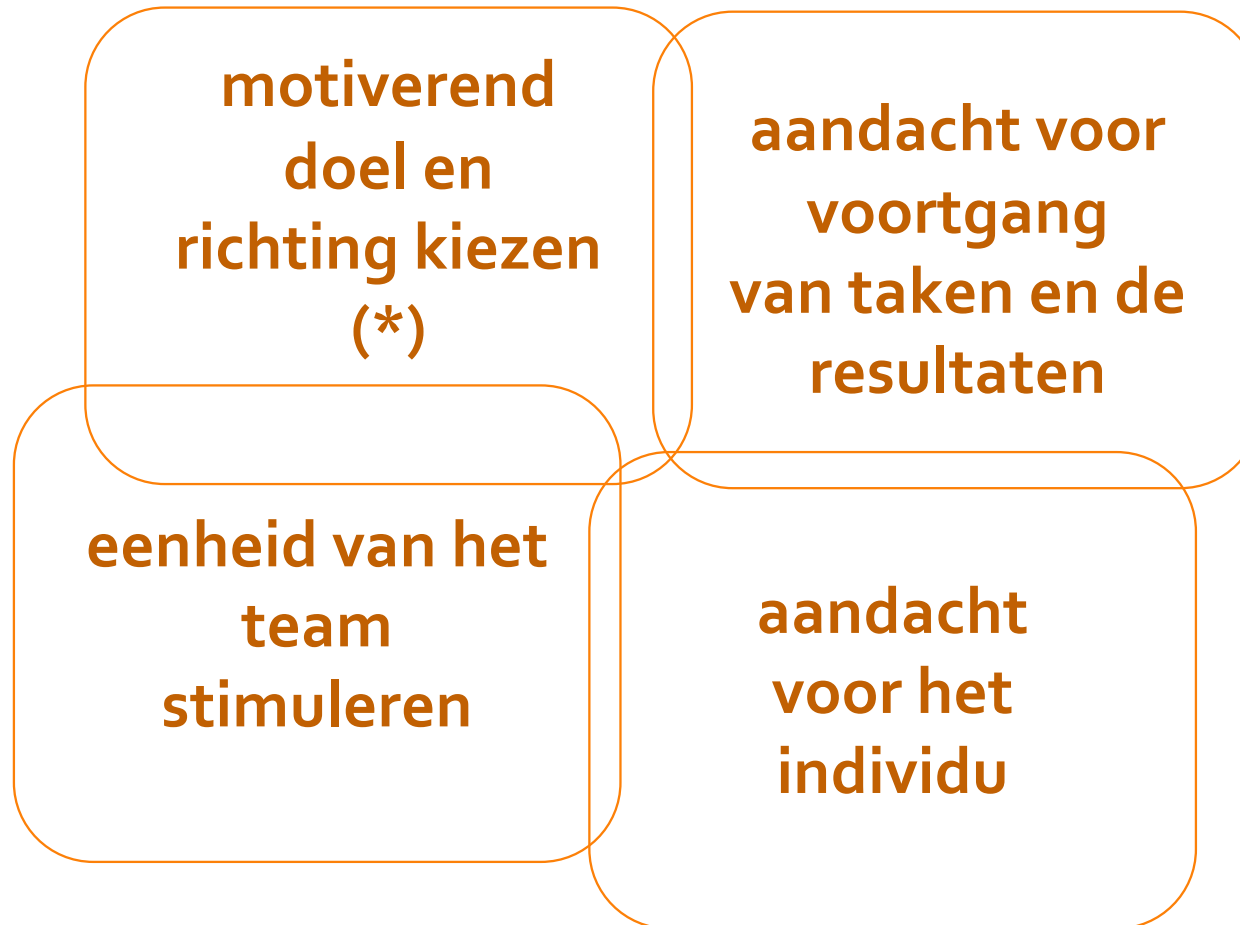 motiverend
doel en
richting kiezen
(*)
aandacht voor
voortgang
van taken en de
resultaten
eenheid van het
team
stimuleren
aandacht
voor het
individu